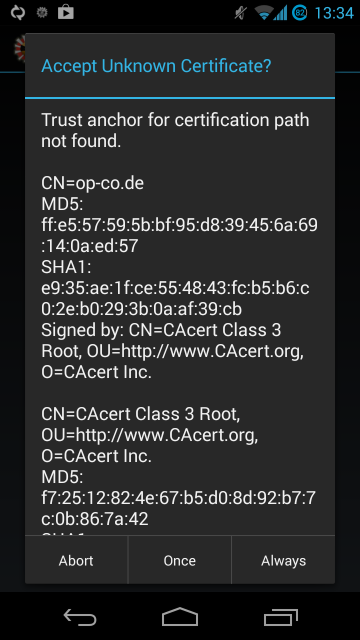 82 13:34
Accept Unknown Certificate?
Trust anchor for certification path
not found.
CN=op-co.de
MD5:
ff:e5:57:59:5b:bf:95:d8:39:45:6a:69
:14:0a:ed:57
SHA1:
e9:35:ae:1f:ce:55:48:43:fc:b5:b6:c
0:2e:b0:29:3b:0a:af:39:cb
Signed by: CN=CAcert Class 3
Root, OU=http://www.CAcert.org,
O=CAcert Inc.
CN=CAcert Class 3 Root,
OU=http://www.CAcert.org,
O=CAcert Inc.
MD5:
f7:25:12:82:4e:67:b5:d0:8d:92:b7:7
c:0b:86:7a:42
SHA1:
Abort Once Always